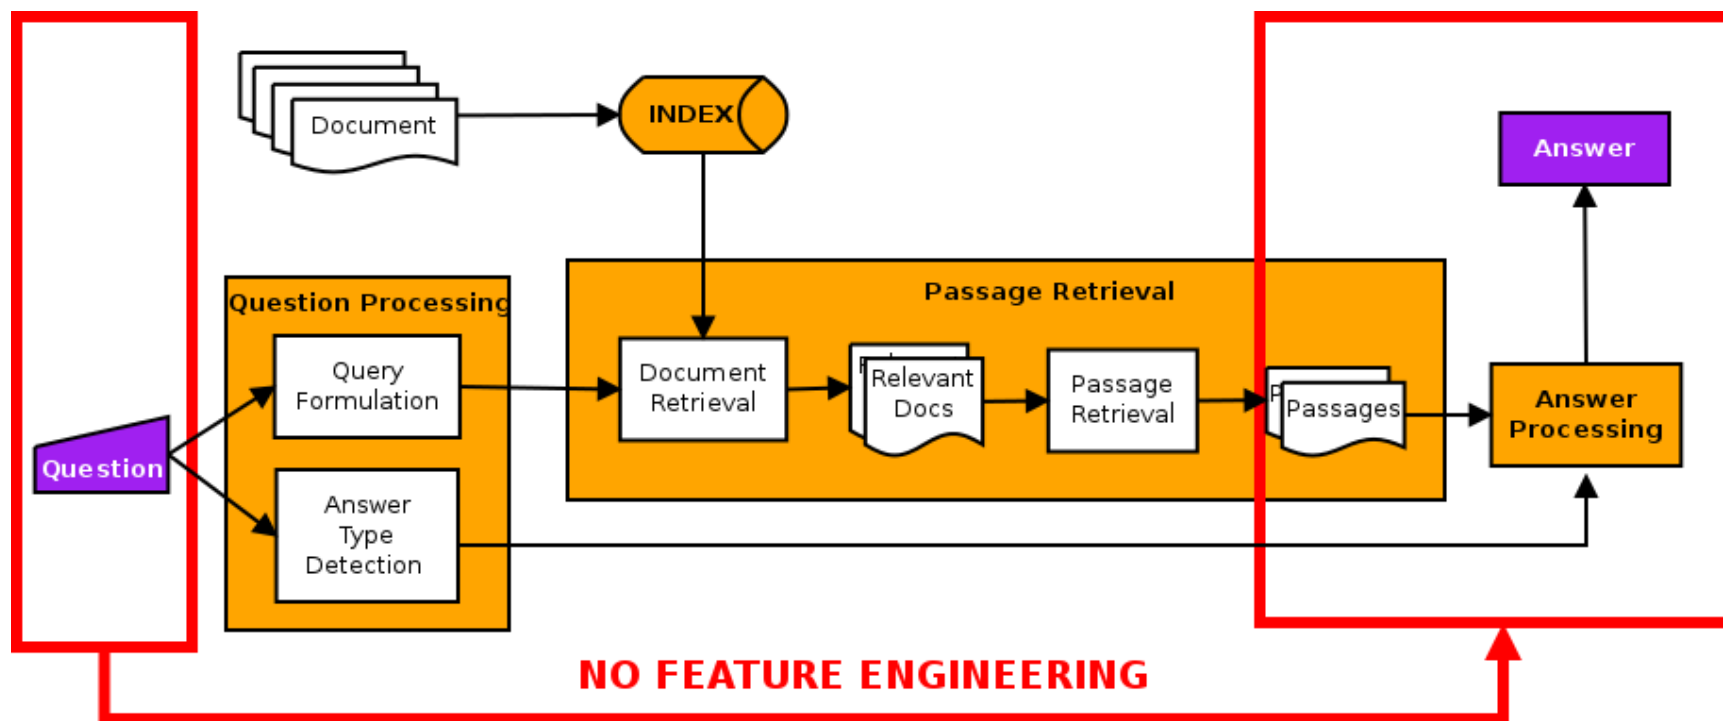 Document
INDEX
Answer
Question Processing
Passage Retrieval
Query
Formulation
Document
Retrieval
Relevant
Docs
Passage
Retrieval
Passages
Answer
Processing
Question
Answer
Type
Detection
NO FEATURE ENGINEERING